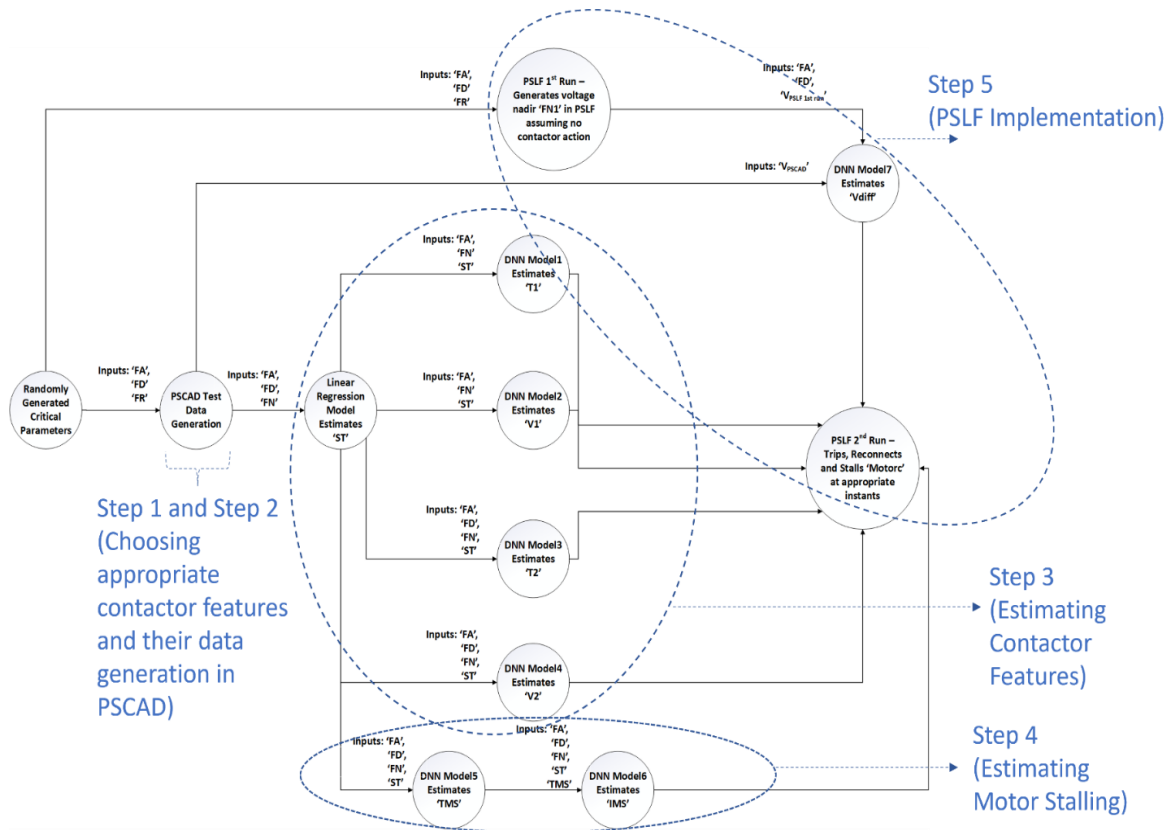 Inputs: ‘FA’,
‘FD’
‘FR’
PSLF 1st Run –
Generates voltage
nadir ‘FN1’ in PSLF
assuming no
contactor action
Inputs: ‘FA’,
‘FD’,
‘VPSLF 1st run’
Step 5
(PSLF Implementation)
Inputs: ‘VPSCAD’
DNN Model7
Estimates
‘Vdiff’
Inputs: ‘FA’,
‘FN’
‘ST’
DNN Model1
Estimates
‘T1’
Randomly
Generated
Critical
Parameters
Inputs: ‘FA’,
‘FD’
‘FR’
PSCAD Test
Data
Generation
Inputs: ‘FA’,
‘FD’,
‘FN’
Linear
Regression
Model
Estimates
‘ST’
Inputs: ‘FA’,
‘FN’
‘ST’
DNN Model2
Estimates
‘V1’
PSLF 2nd Run –
Trips, Reconnects
and Stalls ‘Motorc’
at appropriate
instants
Step 1 and Step 2
(Choosing
appropriate
contactor features
and their data
generation in
PSCAD)
Inputs: ‘FA’,
‘FD’,
‘FN’,
‘ST’
DNN Model3
Estimates
‘T2’
Step 3
(Estimating
Contactor
Features)
Inputs: ‘FA’,
‘FD’,
‘FN’,
‘ST’
DNN Model4
Estimates
‘V2’
Inputs: ‘FA’,
‘FD’,
‘FN’,
‘ST’
DNN Model5
Estimates
‘TMS’
Inputs: ‘FA’,
‘FD’,
‘FN’,
‘ST’
‘TMS’
DNN Model6
Estimates
‘IMS’
Step 4
(Estimating
Motor Stalling)